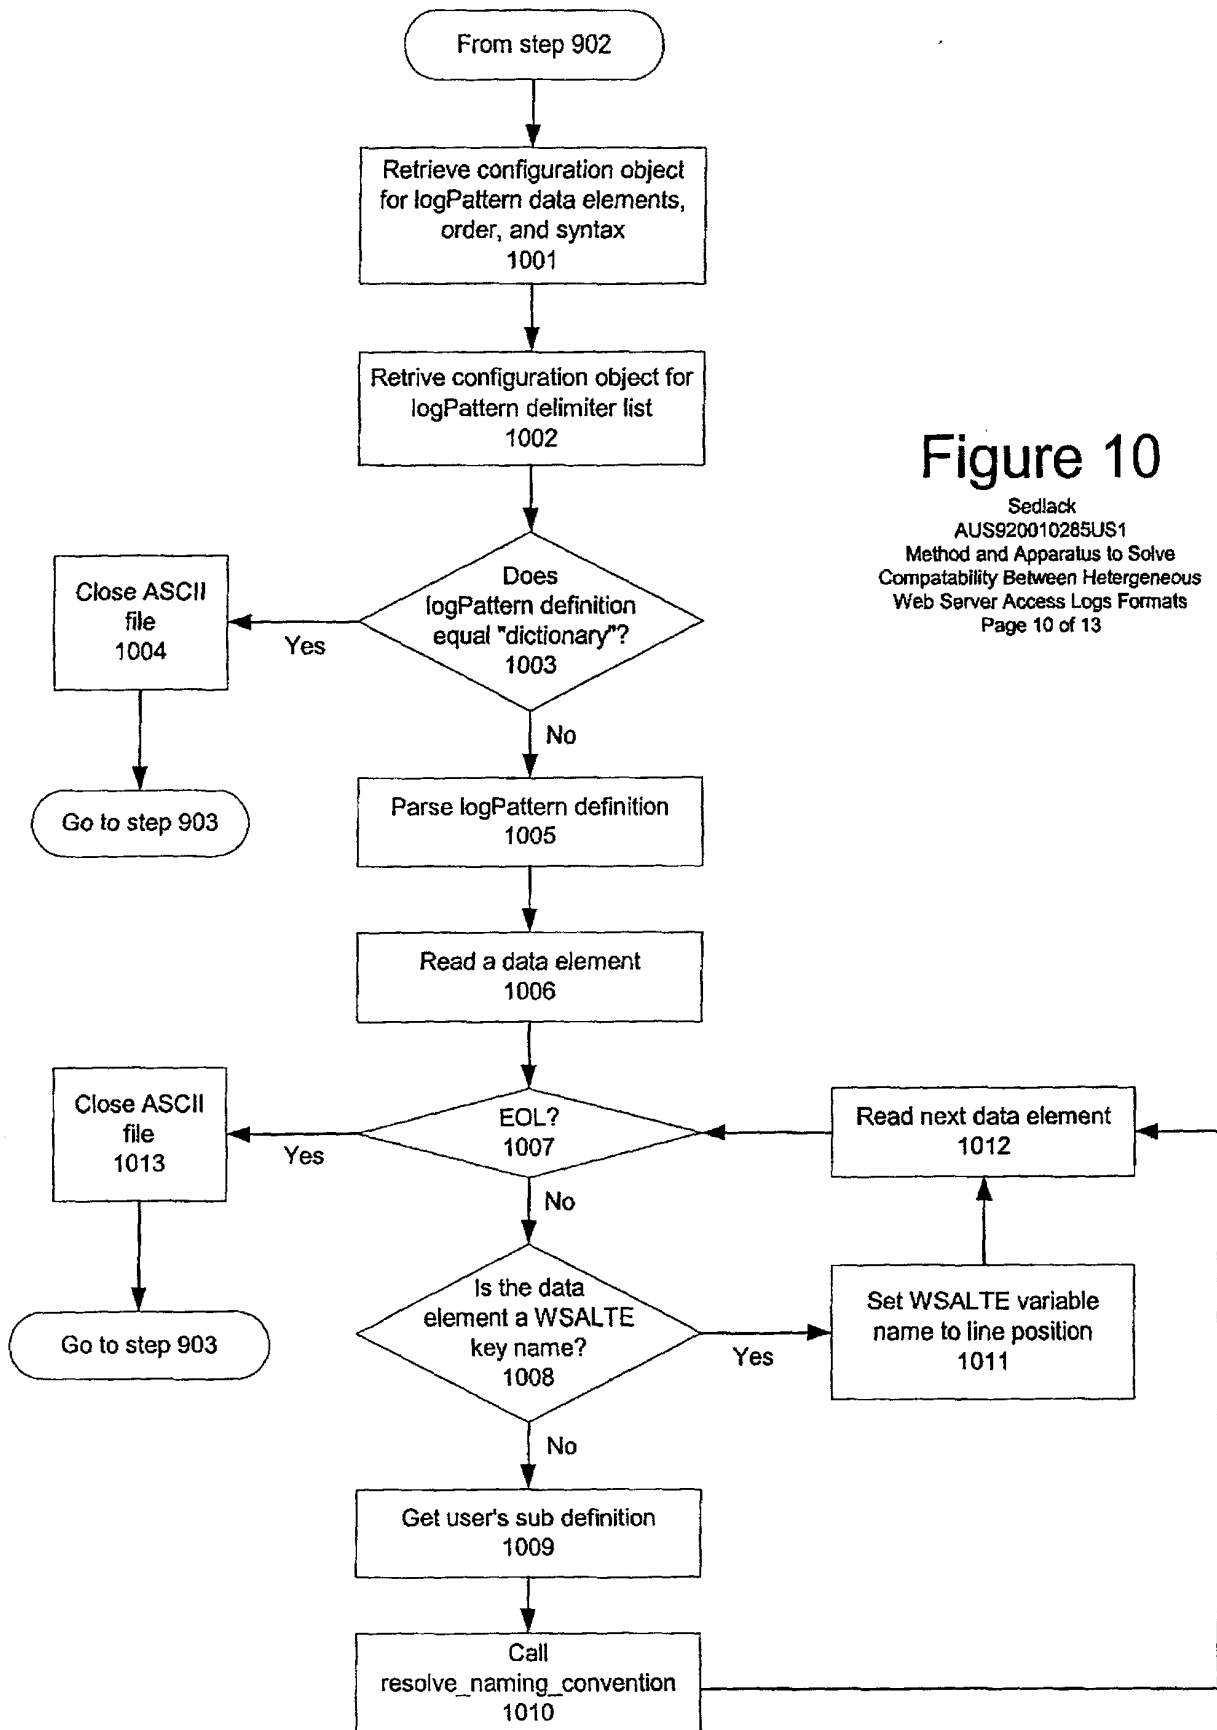 From step 902
Retrieve configuration object
for logPattern data elements,
order, and syntax
1001
Retrive configuration object for
logPattern delimiter list
1002
Figure 10
Sedlack
AUS920010285US1
Method and Apparatus to Solve
Compatability Between Hetergeneous
Web Server Access Logs Formats
Page 10 of 13
Does
logPattern definition
equal "dictionary"?
1003
Yes
Close ASCII
file
1004
Go to step 903
No
Parse logPattern definition
1005
Read a data element
1006
EOL?
1007
Yes
Close ASCII
file
1013
Go to step 903
Read next data element
1012
No
Is the data
element a WSALTE
key name?
1008
Yes
Set WSALTE variable
name to line position
1011
No
Get user's sub definition
1009
Call
resolve_naming_convention
1010